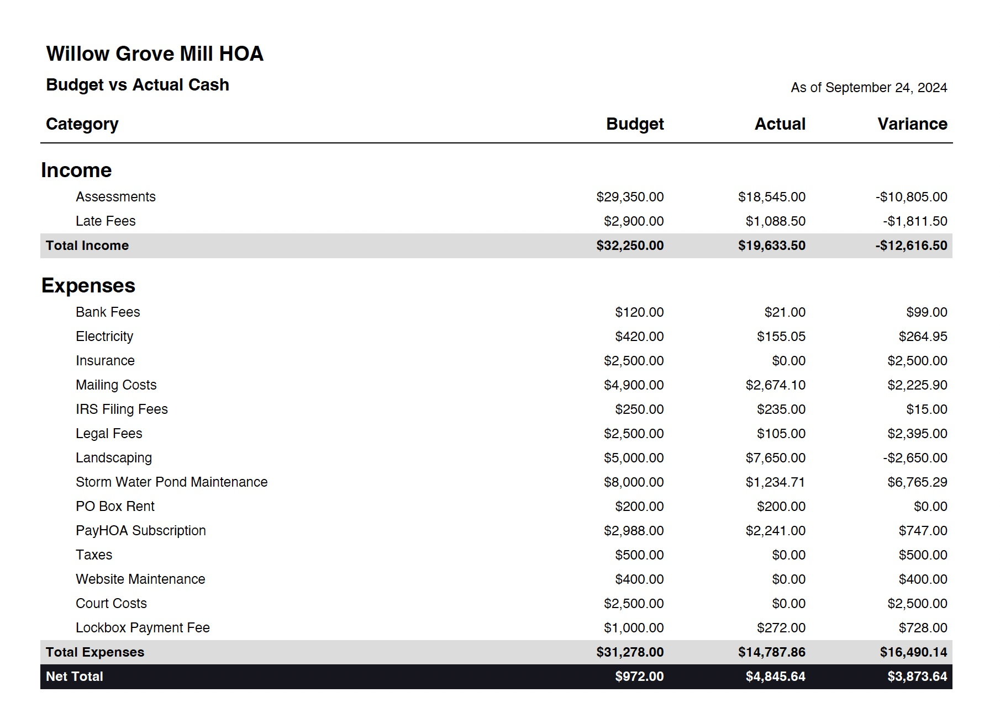 Willow Grove Mill HOA
Budget vs Actual Cash As of September 24, 2024
Category Budget Actual Variance
Income
Assessments $29,350.00 $18,545.00 -$10,805.00
Late Fees $2,900.00 $1,088.50 -$1,811.50
Total Income $32,250.00 $19,633.50 -$12,616.50
Expenses
Bank Fees $120.00 $21.00 $99.00
Electricity $420.00 $155.05 $264.95
Insurance $2,500.00 $0.00 $2,500.00
Mailing Costs $4,900.00 $2,674.10 $2,225.90
IRS Filing Fees $250.00 $235.00 $15.00
Legal Fees $2,500.00 $105.00 $2,395.00
Landscaping $5,000.00 $7,650.00 -$2,650.00
Storm Water Pond Maintenance $8,000.00 $1,234.71 $6,765.29
PO Box Rent $200.00 $200.00 $0.00
PayHOA Subscription $2,988.00 $2,241.00 $747.00
Taxes $500.00 $0.00 $500.00
Website Maintenance $400.00 $0.00 $400.00
Court Costs $2,500.00 $0.00 $2,500.00
Lockbox Payment Fee $1,000.00 $272.00 $728.00
Total Expenses $31,278.00 $14,787.86 $16,490.14
Net Total $972.00 $4,845.64 $3,873.64